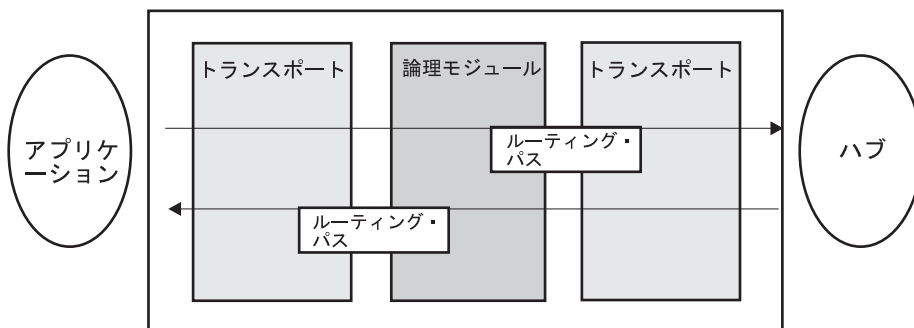 トランスポート
論理モジュール
トランスポート
アプリケ
ーション
ルーティング・
パス
ハブ
ルーティング・
パス